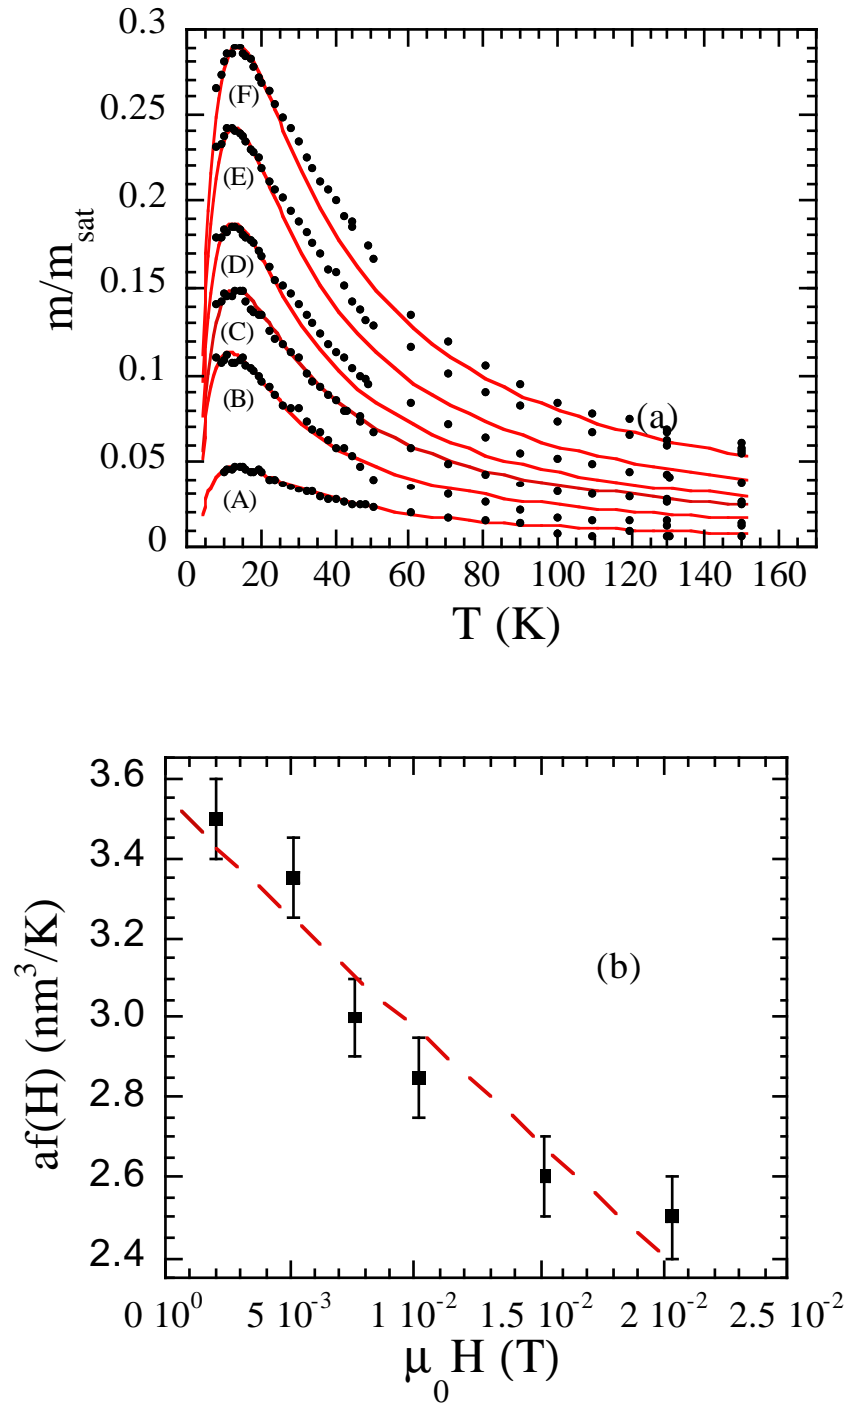 0.3
0.25
0.2
0.15
0.1
0.05
0
m/m_sat
(F)
(E)
(D)
(C)
(B)
(A)
(a)
0 20 40 60 80 100 120 140 160
T (K)
3.6
3.4
3.2
3.0
2.8
2.6
2.4
af(H) (nm³/K)
(b)
0 10⁰ 5 10⁻³ 1 10⁻² 1.5 10⁻² 2 10⁻² 2.5 10⁻²
μ₀H (T)